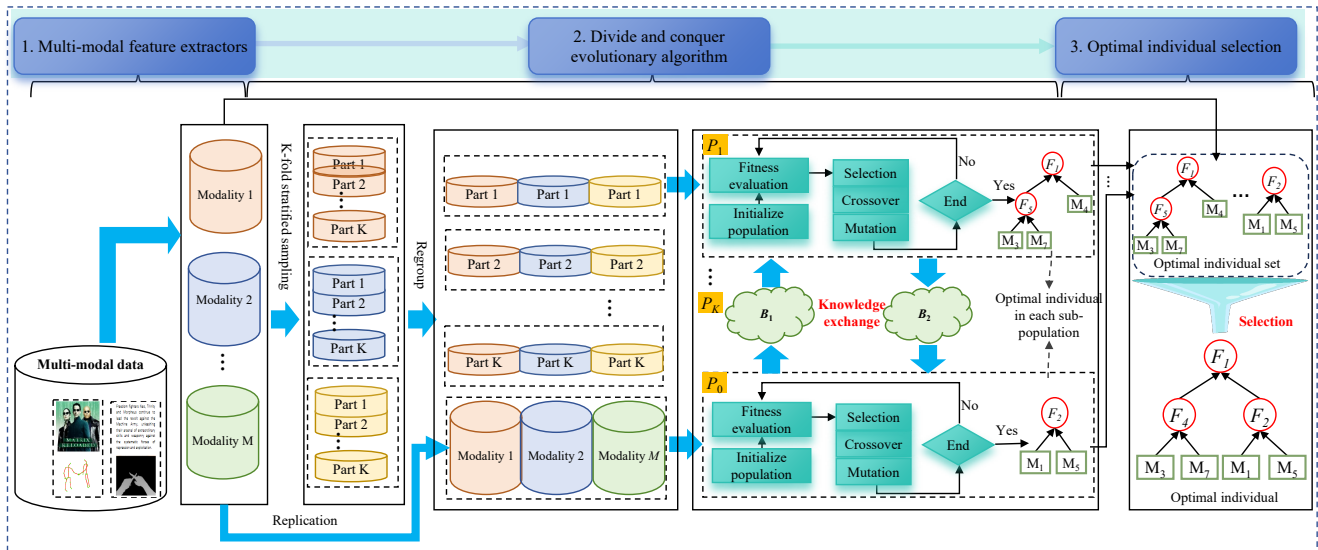 1. Multi-modal feature extractors
2. Divide and conquer
evolutionary algorithm
3. Optimal individual selection
Multi-modal data
MATRIX
RELOADED
Modality 1
Modality 2
⋮
Modality M
K-fold stratified sampling
Part 1
Part 2
⋮
Part K
Part 1
Part 2
⋮
Part K
Part 1
Part 2
⋮
Part K
Regroup
Replication
Part 1 Part 1 Part 1
Part 2 Part 2 Part 2
⋮
Part K Part K Part K
Modality 1 Modality 2 Modality M
P1
Fitness
evaluation
Initialize
population
Selection
Crossover
Mutation
No
End
Yes
F1
F5 M4
M3 M7
⋮
PK
B1
Knowledge
exchange
B2
Optimal individual
in each sub-
population
P0
Fitness
evaluation
Initialize
population
Selection
Crossover
Mutation
No
End
Yes
F2
M1 M5
⋮
F1 ... F2
F5 M4 M1 M5
M3 M7
Optimal individual set
Selection
F1
F4 F2
M3 M7 M1 M5
Optimal individual